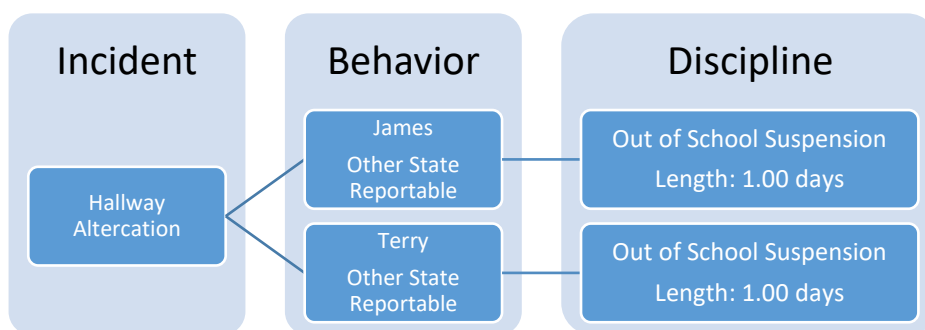 Incident
Behavior
Discipline
Hallway
Altercation
James
Other State
Reportable
Out of School Suspension
Length: 1.00 days
Terry
Other State
Reportable
Out of School Suspension
Length: 1.00 days